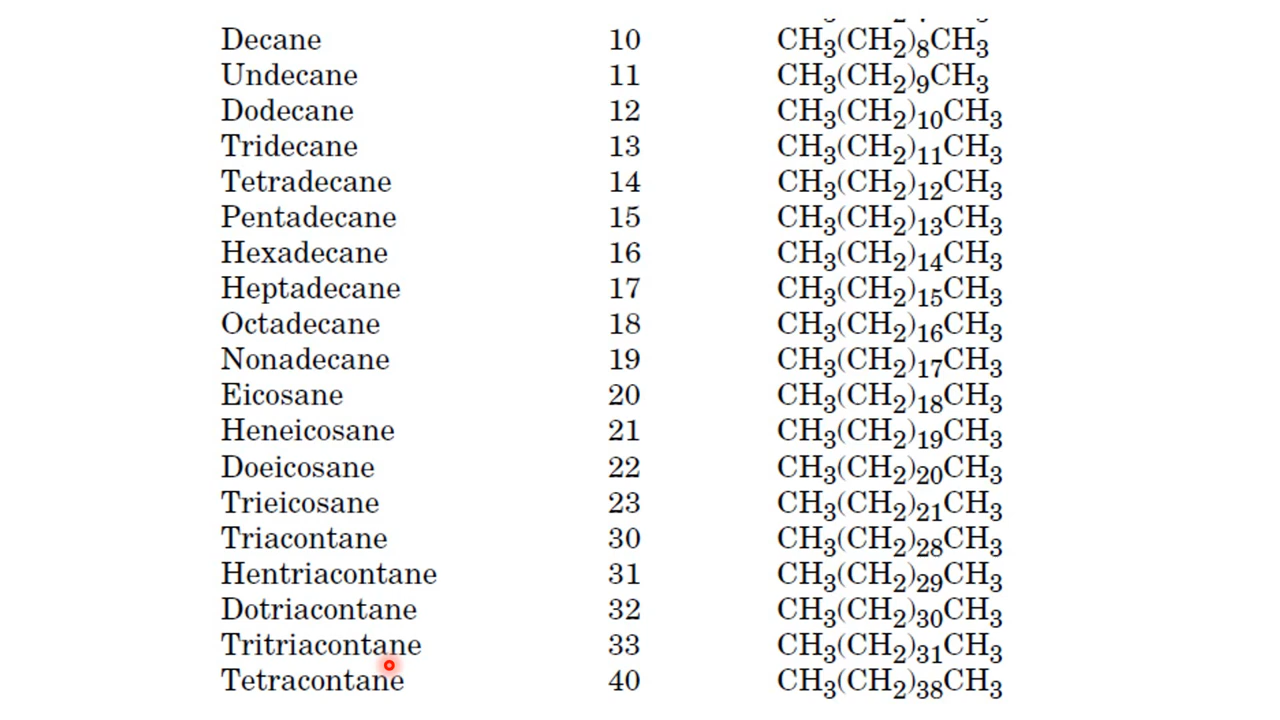 Decane 10 CH₃(CH₂)₈CH₃
Undecane 11 CH₃(CH₂)₉CH₃
Dodecane 12 CH₃(CH₂)₁₀CH₃
Tridecane 13 CH₃(CH₂)₁₁CH₃
Tetradecane 14 CH₃(CH₂)₁₂CH₃
Pentadecane 15 CH₃(CH₂)₁₃CH₃
Hexadecane 16 CH₃(CH₂)₁₄CH₃
Heptadecane 17 CH₃(CH₂)₁₅CH₃
Octadecane 18 CH₃(CH₂)₁₆CH₃
Nonadecane 19 CH₃(CH₂)₁₇CH₃
Eicosane 20 CH₃(CH₂)₁₈CH₃
Heneicosane 21 CH₃(CH₂)₁₉CH₃
Doeicosane 22 CH₃(CH₂)₂₀CH₃
Trieicosane 23 CH₃(CH₂)₂₁CH₃
Triacontane 30 CH₃(CH₂)₂₈CH₃
Hentriacontane 31 CH₃(CH₂)₂₉CH₃
Dotriacontane 32 CH₃(CH₂)₃₀CH₃
Tritriacontane 33 CH₃(CH₂)₃₁CH₃
Tetracontane 40 CH₃(CH₂)₃₈CH₃